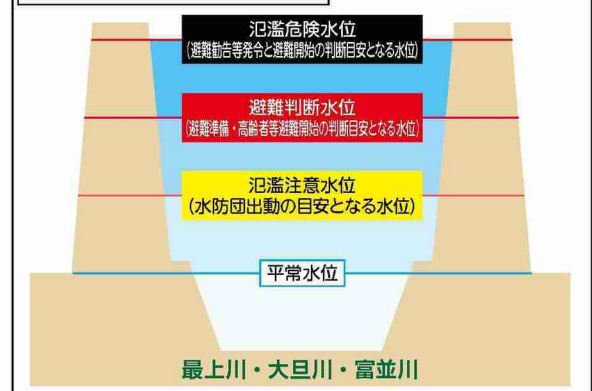 氾濫危険水位
(避難勧告等発令と避難開始の判断目安となる水位)
避難判断水位
(避難準備・高齢者等避難開始の判断目安となる水位)
氾濫注意水位
(水防団出動の目安となる水位)
平常水位
最上川・大旦川・富並川